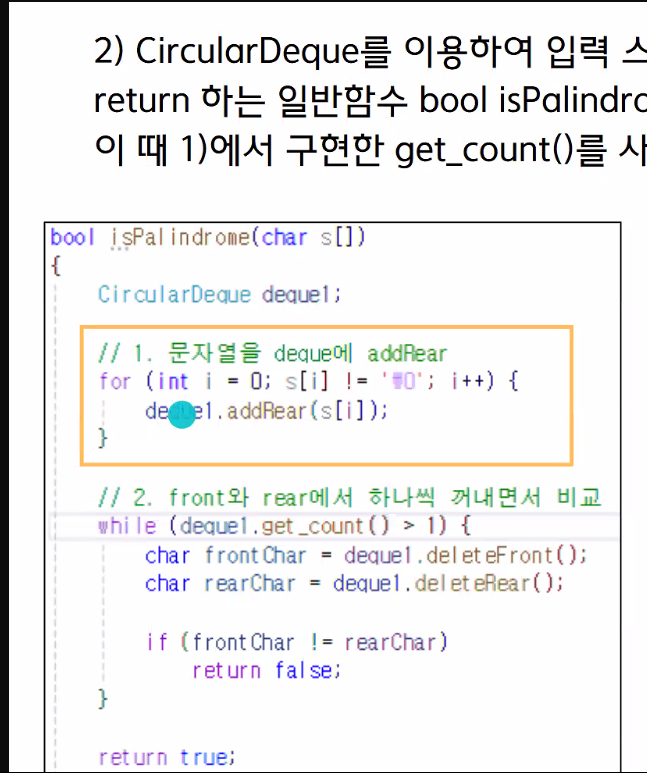 2) CircularDeque를 이용하여 입력
return 하는 일반함수 bool isPalindro
이 때 1)에서 구현한 get_count()를
bool isPalindrome(char s[])
{
CircularDeque deque1;
// 1. 문자열을 deque에 addRear
for (int i = 0; s[i] != '₩0'; i++) {
deque1.addRear(s[i]);
}
// 2. front와 rear에서 하나씩 꺼내면서 비교
while (deque1.get_count() > 1) {
char frontChar = deque1.deleteFront();
char rearChar = deque1.deleteRear();
if (frontChar != rearChar)
return false;
}
return true;